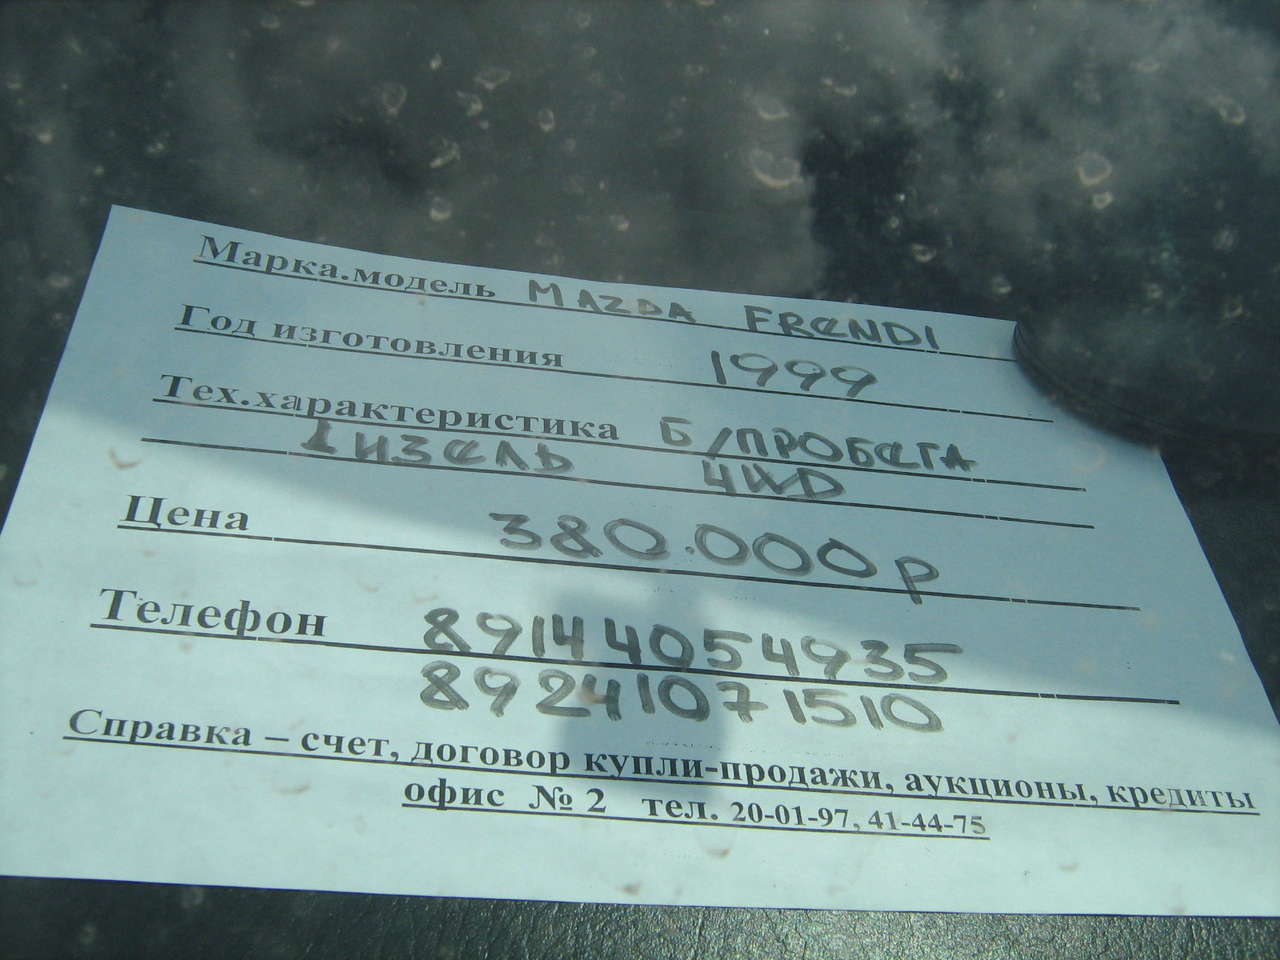 Марка.модель MAZDA FRENDI
Год изготовления 1999
Тех.характеристика Б/ПРОБЕГА
ДИЗЕЛЬ 4WD
Цена 380.000 р
Телефон 89144054935
89241071510
Справка – счет, договор купли-продажи, аукционы, кредиты
офис № 2 тел. 20-01-97, 41-44-75